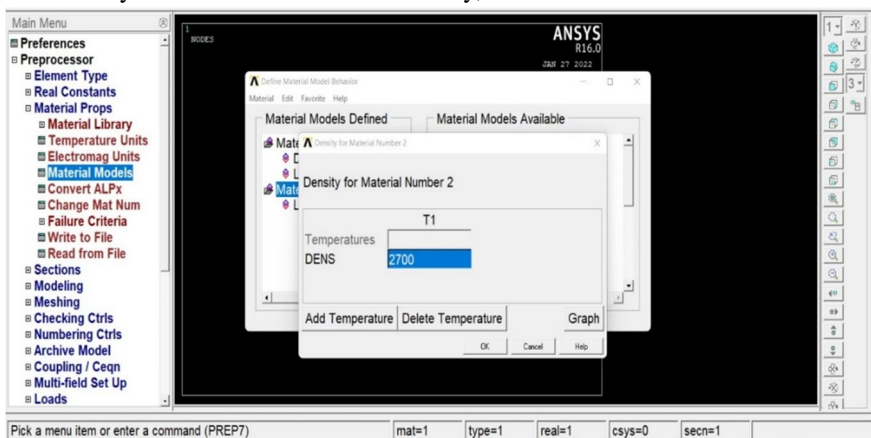 Main Menu
Preferences
Preprocessor
Element Type
Real Constants
Material Props
Material Library
Temperature Units
Electromag Units
Material Models
Convert ALPx
Change Mat Num
Failure Criteria
Write to File
Read from File
Sections
Modeling
Meshing
Checking Ctrls
Numbering Ctrls
Archive Model
Coupling / Ceqn
Multi-field Set Up
Loads
1
NODES
ANSYS
R16.0
JAN 27 2022
Define Material Model Behavior
Material Edit Favorite Help
Material Models Defined
Material Models Available
Density for Material Number 2
Density for Material Number 2
T1
Temperatures
DENS 2700
Add Temperature Delete Temperature Graph
OK Cancel Help
1
3
Pick a menu item or enter a command (PREP7) mat=1 type=1 real=1 csys=0 secn=1